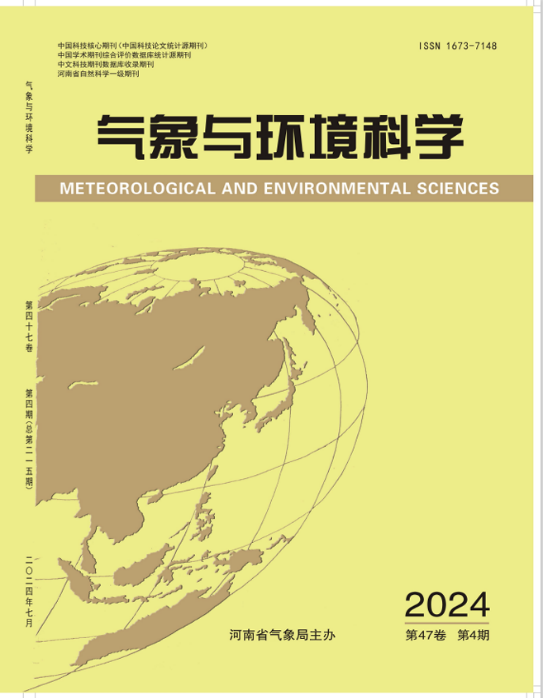 中国科技核心期刊(中国科技论文统计源期刊)
中国学术期刊综合评价数据库统计源期刊
中文科技期刊数据库收录期刊
河南省自然科学一级期刊
ISSN 1673-7148
气象与环境科学
METEOROLOGICAL AND ENVIRONMENTAL SCIENCES
气象与环境科学
第四十七卷
第四期(总第二一五期)
二〇二四年七月
2024
第47卷 第4期
河南省气象局主办